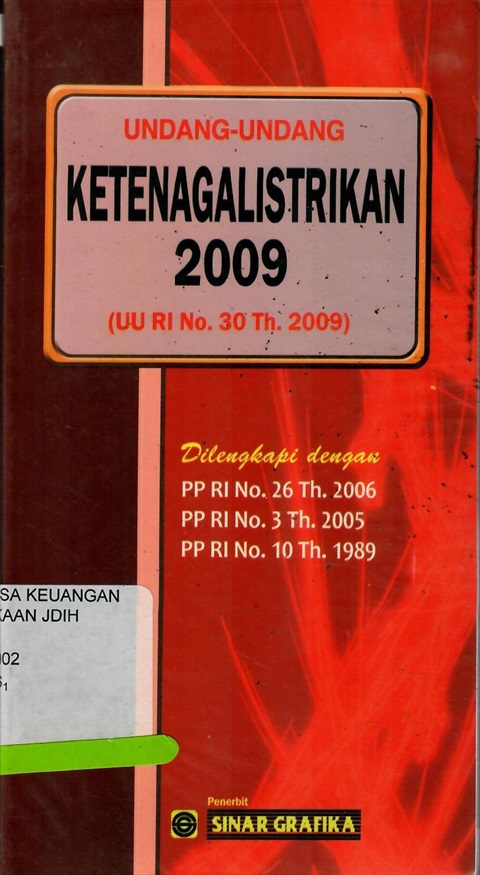 UNDANG-UNDANG
KETENAGALISTRIKAN
2009
(UU RI No. 30 Th. 2009)
Dilengkapi dengan
PP RI No. 26 Th. 2006
PP RI No. 3 Th. 2005
PP RI No. 10 Th. 1989
SA KEUANGAN
KAAN JDIH
02
S1
Penerbit
SINAR GRAFIKA